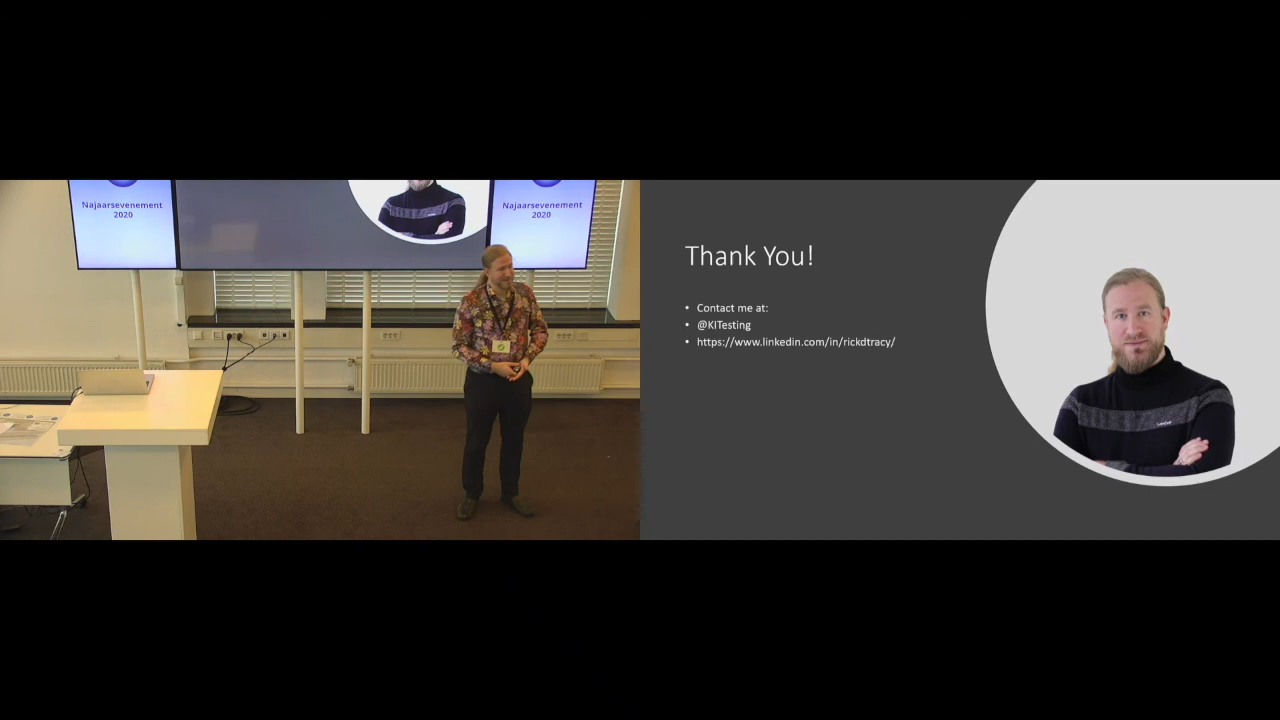 Najaarsevenement
2020
Najaarsevenement
2020
Thank You!
• Contact me at:
• @KITesting
• https://www.linkedin.com/in/rickdtracy/